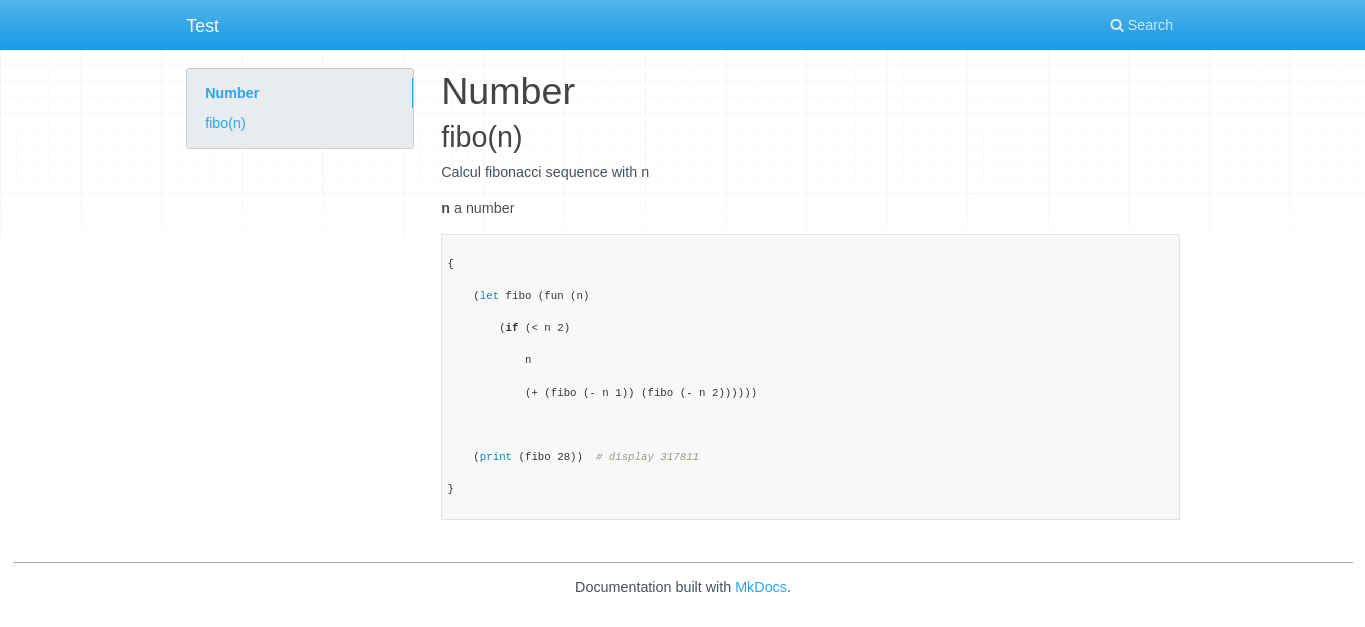 Test
Search
Number
fibo(n)
Number
fibo(n)
Calcul fibonacci sequence with n
n a number
{
    (let fibo (fun (n)
        (if (< n 2)
            n
            (+ (fibo (- n 1)) (fibo (- n 2))))))
    (print (fibo 28))  # display 317811
}
Documentation built with MkDocs.